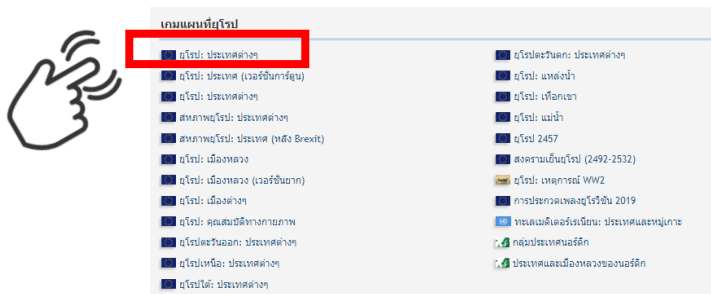 เกมแผนที่ยุโรป
ยุโรป: ประเทศต่างๆ
ยุโรป: ประเทศ (เวอร์ชั่นการ์ตูน)
ยุโรป: ประเทศต่างๆ
สหภาพยุโรป: ประเทศต่างๆ
สหภาพยุโรป: ประเทศ (หลัง Brexit)
ยุโรป: เมืองหลวง
ยุโรป: เมืองหลวง (เวอร์ชันยาก)
ยุโรป: เมืองต่างๆ
ยุโรป: คุณสมบัติทางกายภาพ
ยุโรปตะวันออก: ประเทศต่างๆ
ยุโรปเหนือ: ประเทศต่างๆ
ยุโรปใต้: ประเทศต่างๆ
ยุโรปตะวันตก: ประเทศต่างๆ
ยุโรป: แหล่งน้ำ
ยุโรป: เทือกเขา
ยุโรป: แม่น้ำ
ยุโรป 2457
สงครามเย็นยุโรป (2492-2532)
ยุโรป: เหตุการณ์ WW2
การประกวดเพลงยูโรวิชัน 2019
ทะเลเมดิเตอร์เรเนียน: ประเทศและหมู่เกาะ
กลุ่มประเทศนอร์ดิก
ประเทศและเมืองหลวงของนอร์ดิก